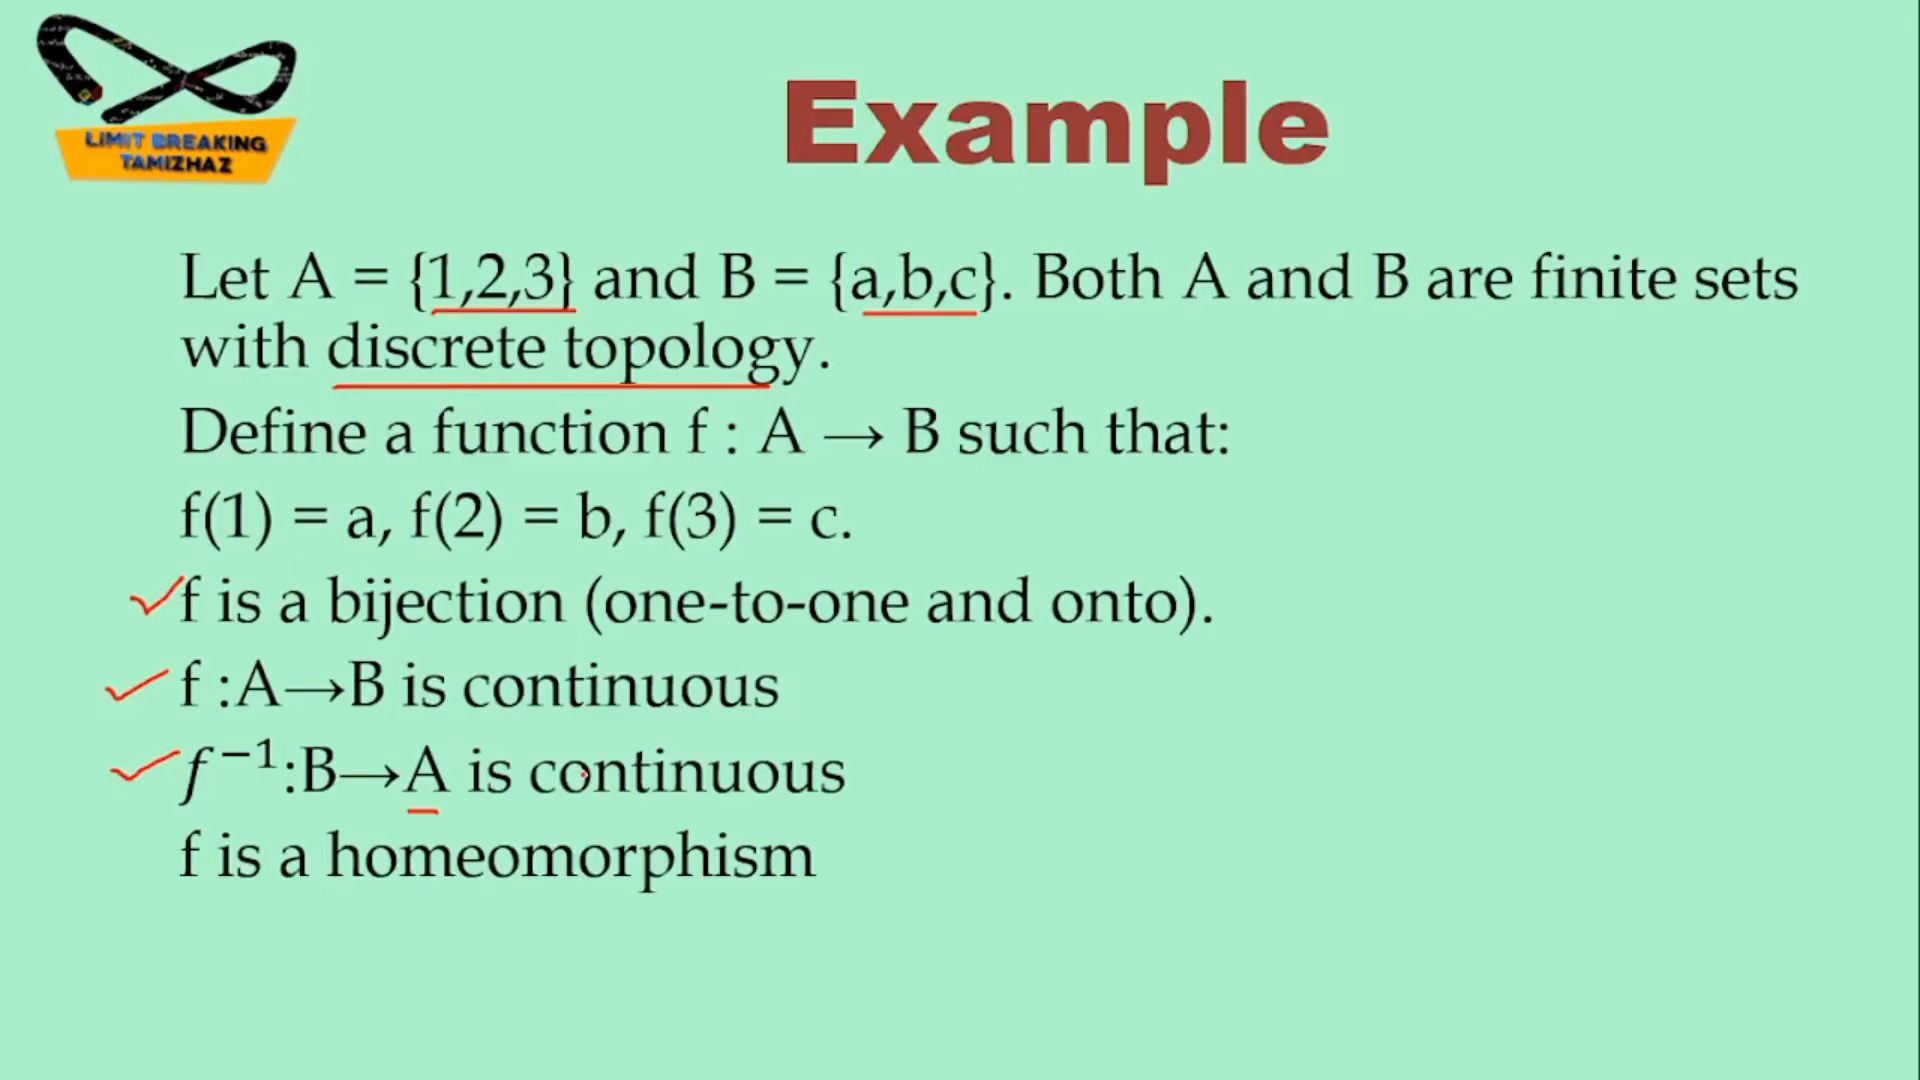 LIMIT BREAKING
TAMIZHAZ
Example
Let A = {1,2,3} and B = {a,b,c}. Both A and B are finite sets
with discrete topology.
Define a function f : A → B such that:
f(1) = a, f(2) = b, f(3) = c.
f is a bijection (one-to-one and onto).
f :A→B is continuous
f⁻¹:B→A is continuous
f is a homeomorphism